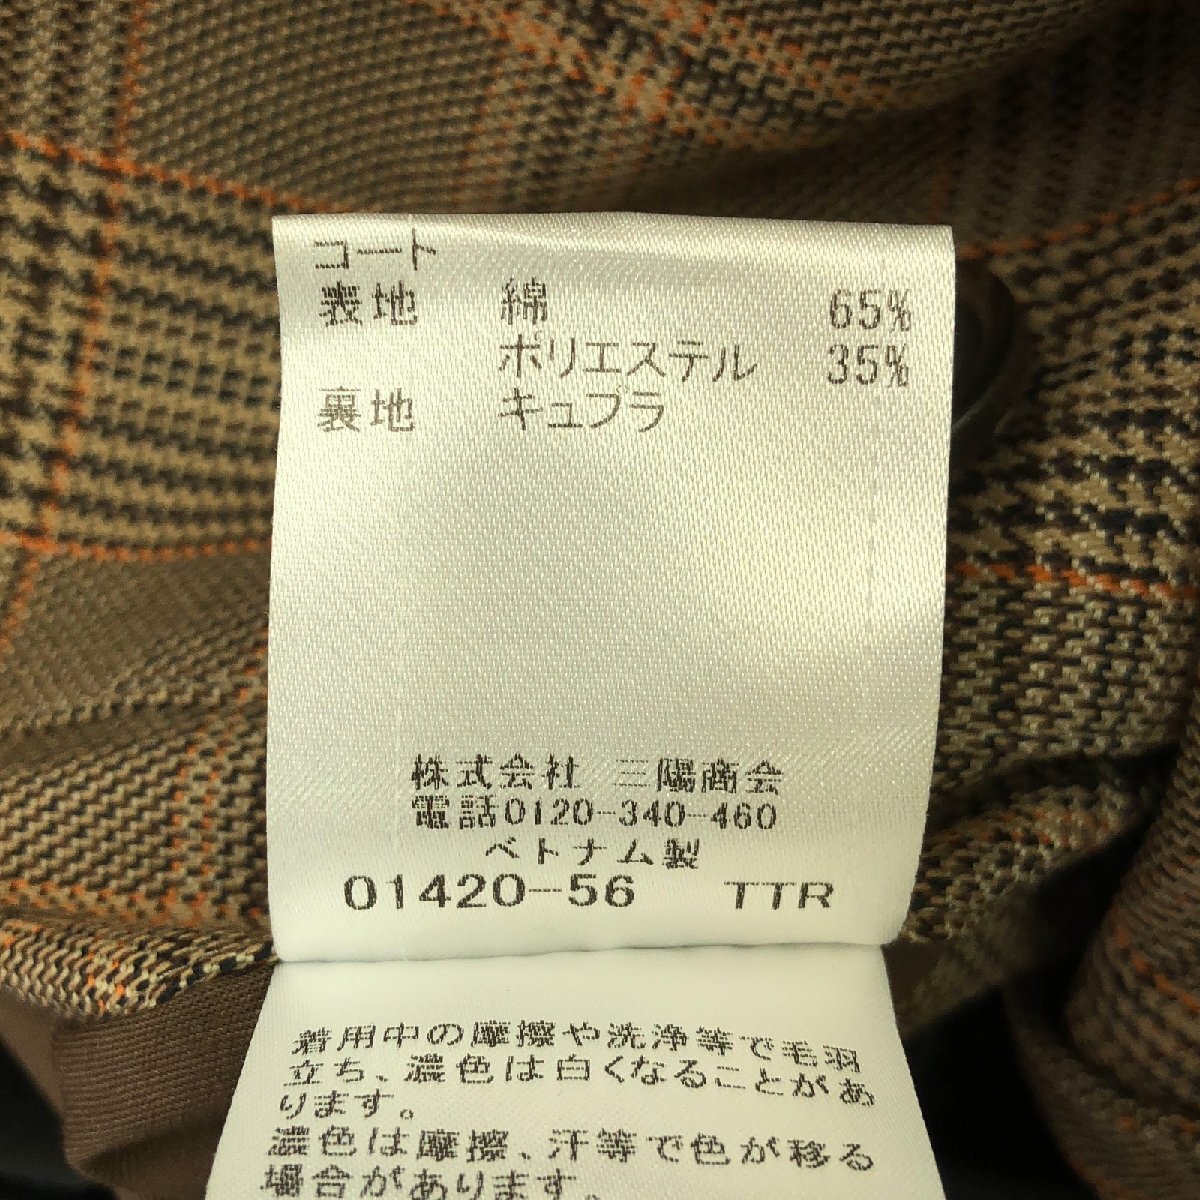 コート
表地 綿 65%
ポリエステル 35%
裏地 キュプラ
株式会社 三陽商会
電話0120-340-460
ベトナム製
01420-56 TTR
着用中の摩擦や洗浄等で毛羽
立ち、濃色は白くなることがあ
ります。
濃色は摩擦、汗等で色が移る
場合があります。